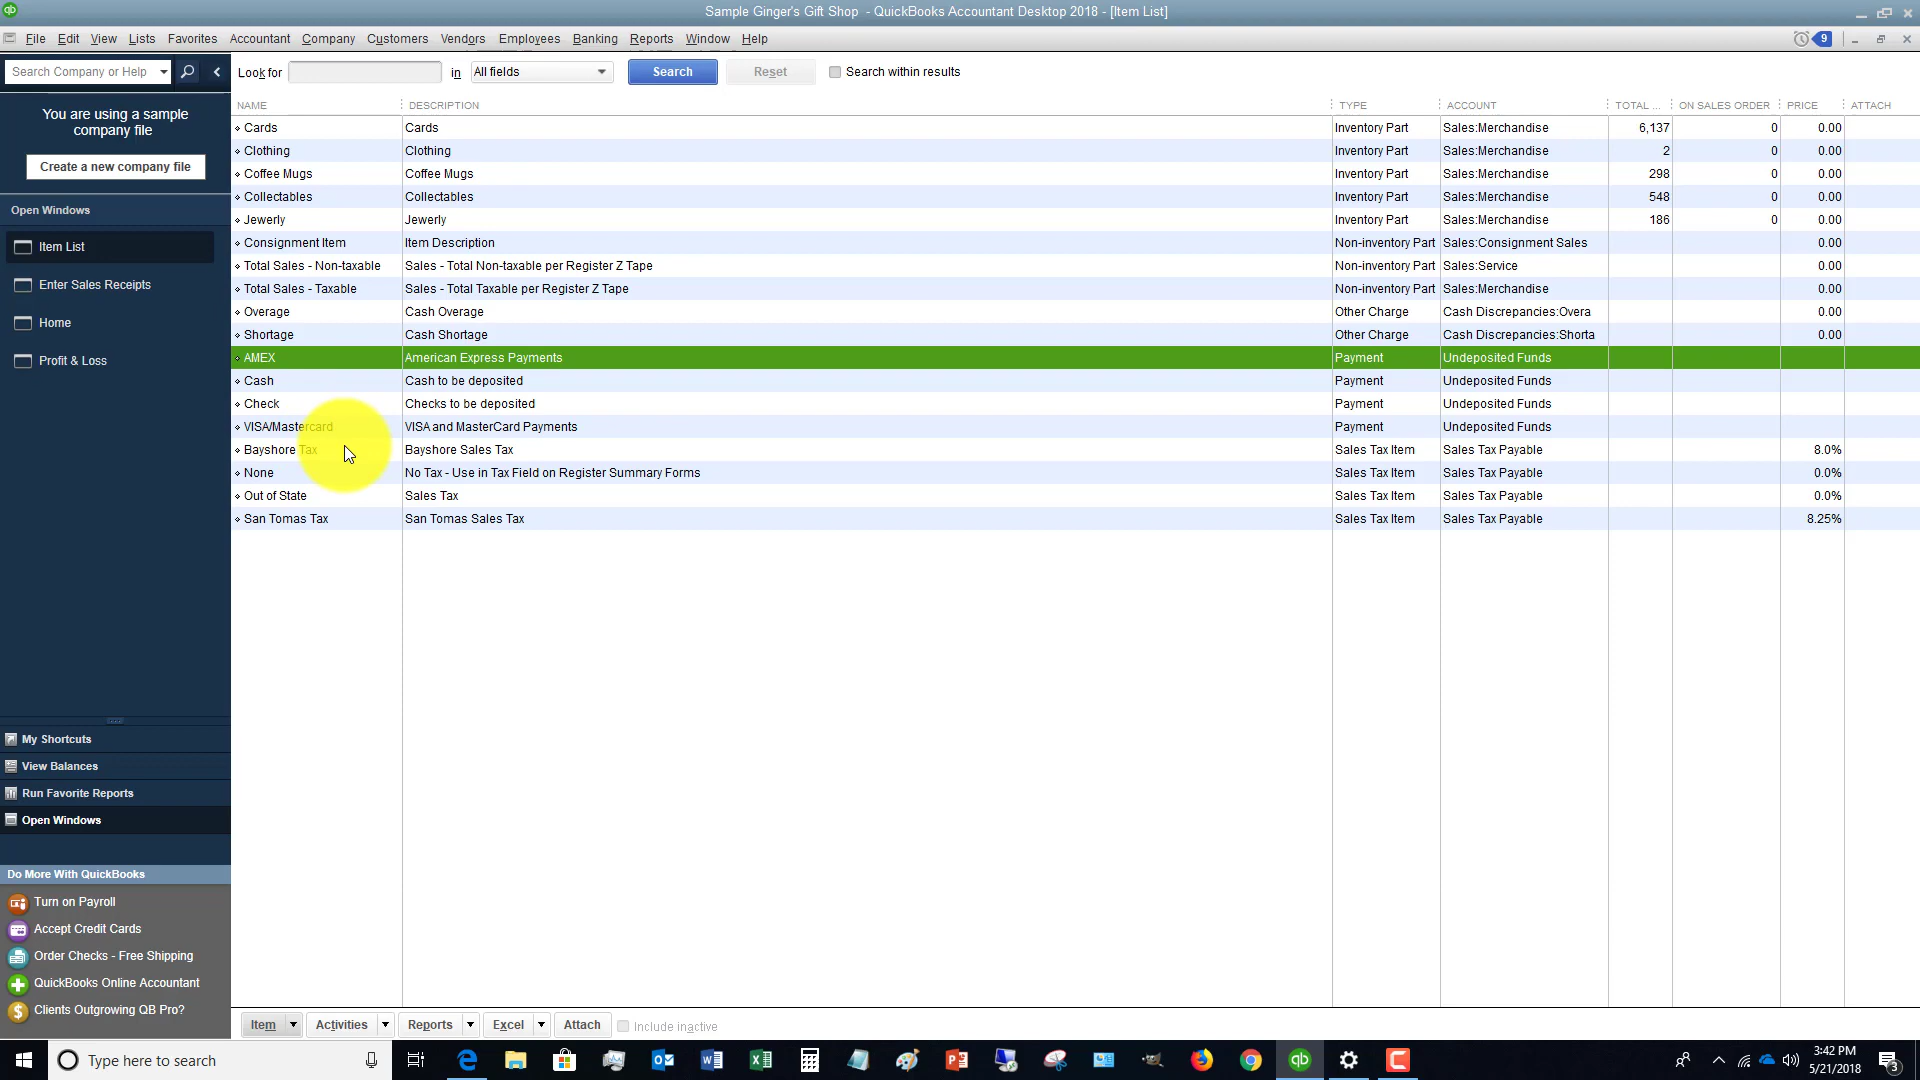 Sample Ginger's Gift Shop - QuickBooks Accountant Desktop 2018 - [Item List]
File Edit View Lists Favorites Accountant Company Customers Vendors Employees Banking Reports Window Help 9
Search Company or Help
Look for in All fields Search Reset Search within results
You are using a sample
company file
Create a new company file
Open Windows
Item List
Enter Sales Receipts
Home
Profit & Loss
My Shortcuts
View Balances
Run Favorite Reports
Open Windows
Do More With QuickBooks
Turn on Payroll
Accept Credit Cards
Order Checks - Free Shipping
QuickBooks Online Accountant
Clients Outgrowing QB Pro?
NAME DESCRIPTION TYPE ACCOUNT TOTAL ... ON SALES ORDER PRICE ATTACH
Cards Cards Inventory Part Sales:Merchandise 6,137 0 0.00
Clothing Clothing Inventory Part Sales:Merchandise 2 0 0.00
Coffee Mugs Coffee Mugs Inventory Part Sales:Merchandise 298 0 0.00
Collectables Collectables Inventory Part Sales:Merchandise 548 0 0.00
Jewerly Jewerly Inventory Part Sales:Merchandise 186 0 0.00
Consignment Item Item Description Non-inventory Part Sales:Consignment Sales 0.00
Total Sales - Non-taxable Sales - Total Non-taxable per Register Z Tape Non-inventory Part Sales:Service 0.00
Total Sales - Taxable Sales - Total Taxable per Register Z Tape Non-inventory Part Sales:Merchandise 0.00
Overage Cash Overage Other Charge Cash Discrepancies:Overa 0.00
Shortage Cash Shortage Other Charge Cash Discrepancies:Shorta 0.00
AMEX American Express Payments Payment Undeposited Funds
Cash Cash to be deposited Payment Undeposited Funds
Check Checks to be deposited Payment Undeposited Funds
VISA/Mastercard VISA and MasterCard Payments Payment Undeposited Funds
Bayshore Tax Bayshore Sales Tax Sales Tax Item Sales Tax Payable 8.0%
None No Tax - Use in Tax Field on Register Summary Forms Sales Tax Item Sales Tax Payable 0.0%
Out of State Sales Tax Sales Tax Item Sales Tax Payable 0.0%
San Tomas Tax San Tomas Sales Tax Sales Tax Item Sales Tax Payable 8.25%
Item Activities Reports Excel Attach Include inactive
Type here to search
3:42 PM
5/21/2018
3